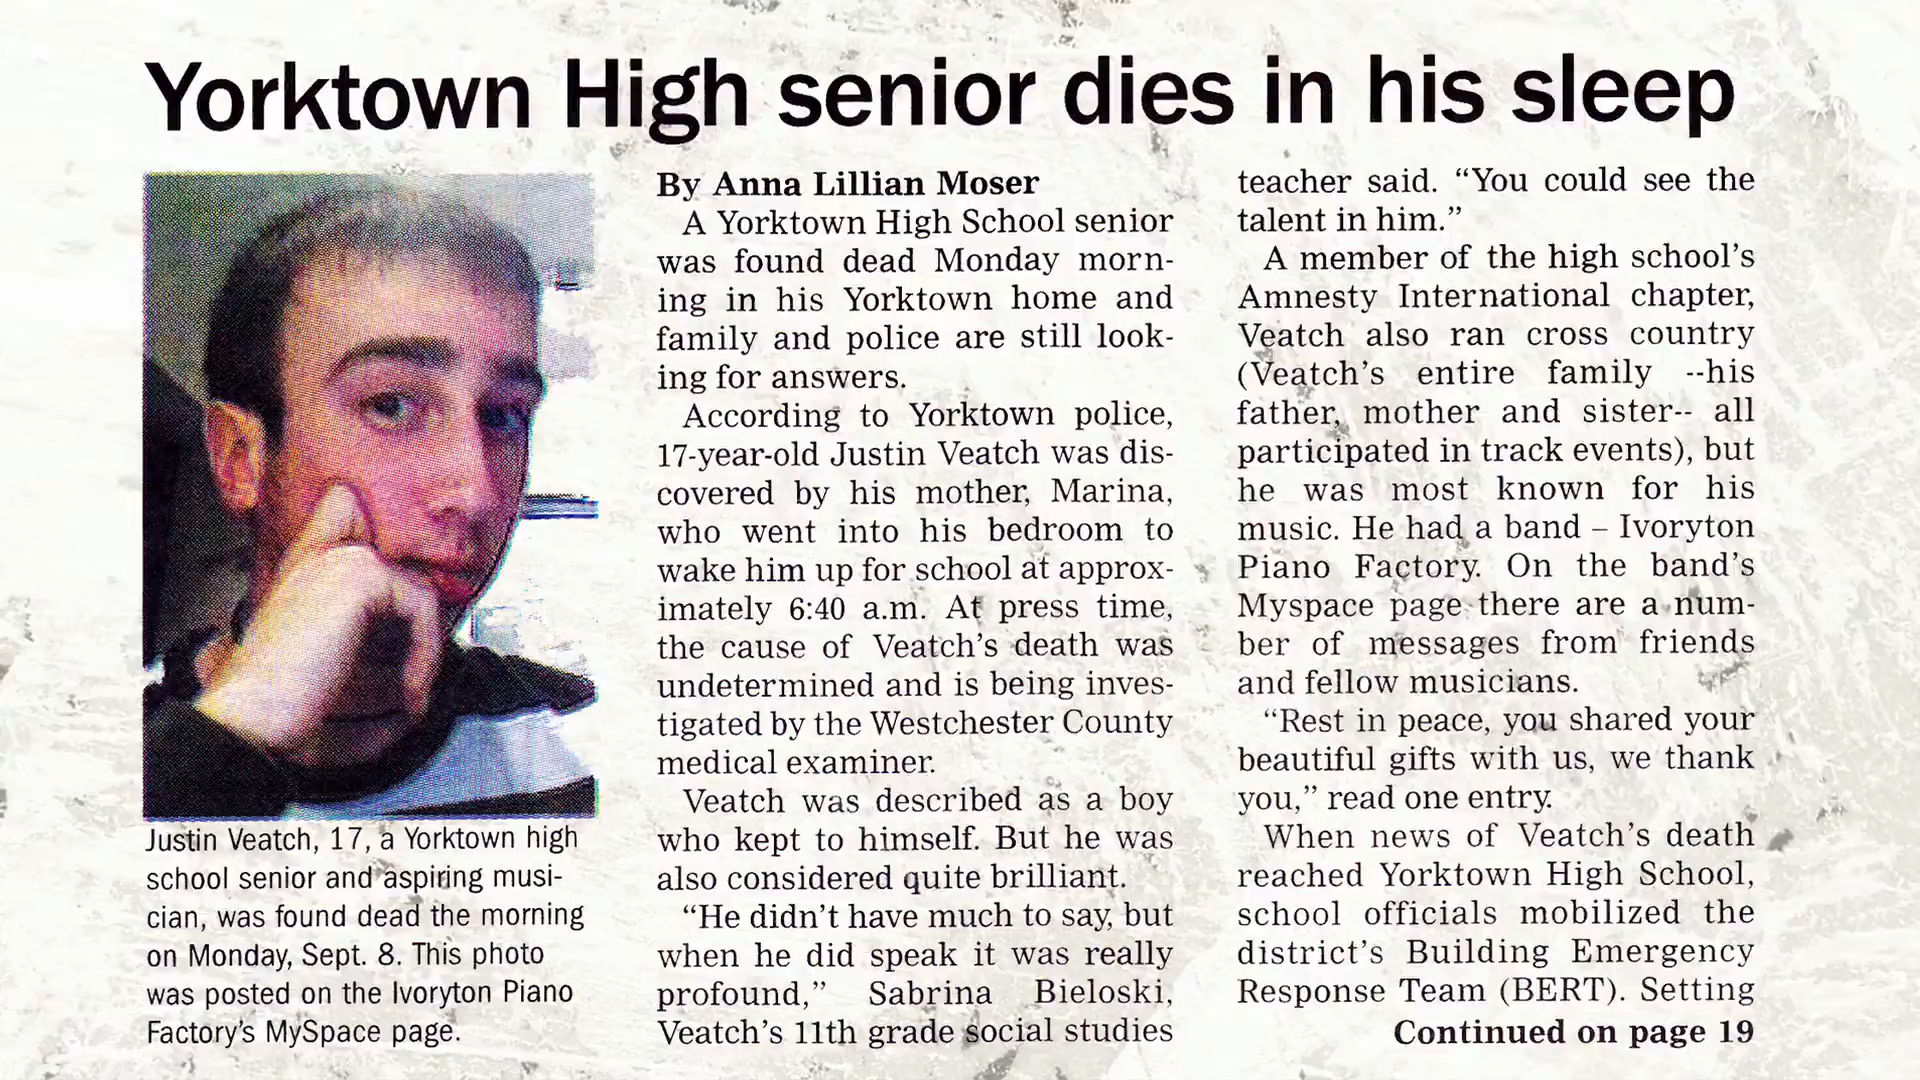 Yorktown High senior dies in his sleep
Justin Veatch, 17, a Yorktown high
school senior and aspiring musi-
cian, was found dead the morning
on Monday, Sept. 8. This photo
was posted on the Ivoryton Piano
Factory's MySpace page.
By Anna Lillian Moser
A Yorktown High School senior
was found dead Monday morn-
ing in his Yorktown home and
family and police are still look-
ing for answers.
According to Yorktown police,
17-year-old Justin Veatch was dis-
covered by his mother, Marina,
who went into his bedroom to
wake him up for school at approx-
imately 6:40 a.m. At press time,
the cause of Veatch's death was
undetermined and is being inves-
tigated by the Westchester County
medical examiner.
Veatch was described as a boy
who kept to himself. But he was
also considered quite brilliant.
“He didn't have much to say, but
when he did speak it was really
profound,” Sabrina Bieloski,
Veatch's 11th grade social studies
teacher said. “You could see the
talent in him.”
A member of the high school's
Amnesty International chapter,
Veatch also ran cross country
(Veatch's entire family --his
father, mother and sister-- all
participated in track events), but
he was most known for his
music. He had a band – Ivoryton
Piano Factory. On the band's
Myspace page there are a num-
ber of messages from friends
and fellow musicians.
“Rest in peace, you shared your
beautiful gifts with us, we thank
you,” read one entry.
When news of Veatch's death
reached Yorktown High School,
school officials mobilized the
district's Building Emergency
Response Team (BERT). Setting
Continued on page 19